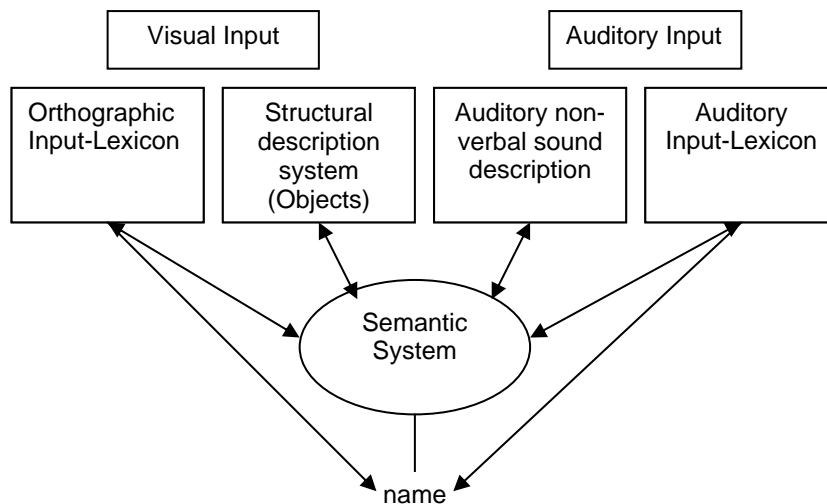 Visual Input
Auditory Input
Orthographic
Input-Lexicon
Structural
description
system
(Objects)
Auditory non-
verbal sound
description
Auditory
Input-Lexicon
Semantic
System
name